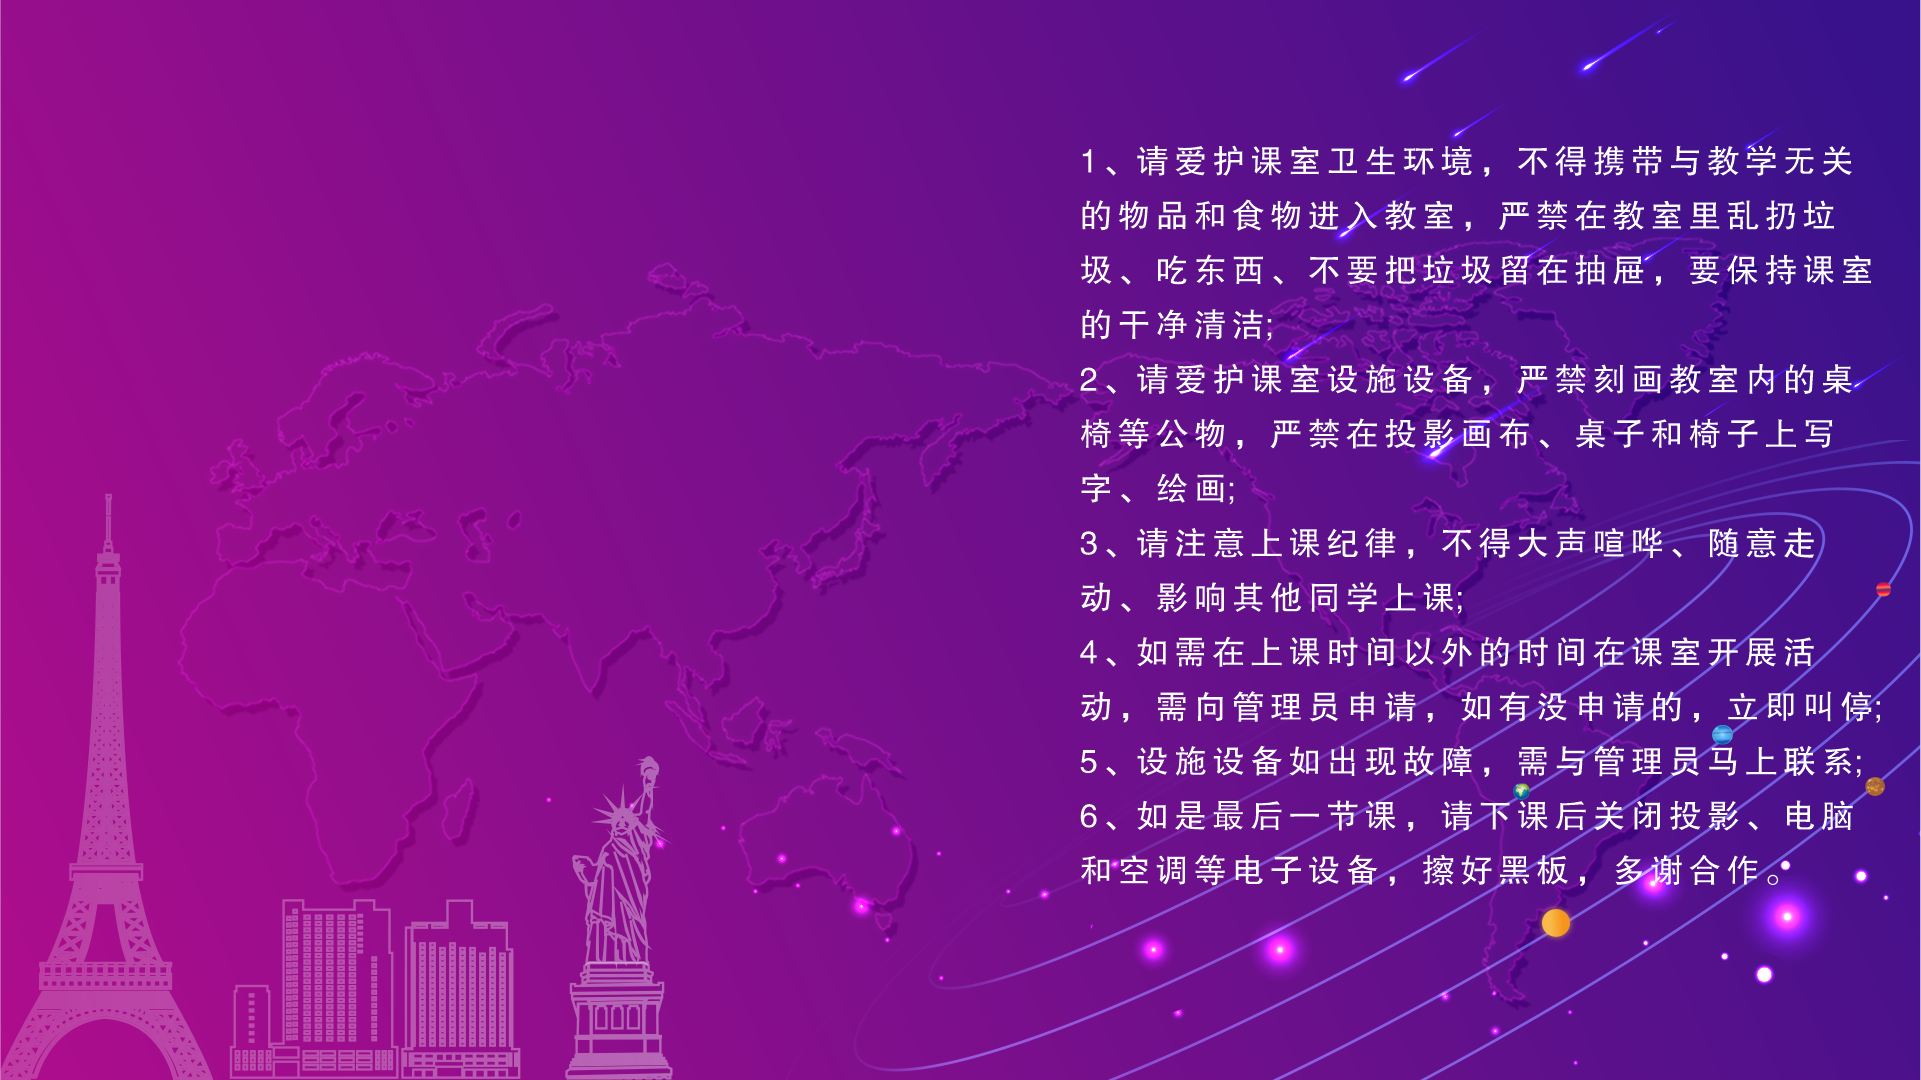 1、请爱护课室卫生环境，不得携带与教学无关
的物品和食物进入教室，严禁在教室里乱扔垃
圾、吃东西、不要把垃圾留在抽屉，要保持课室
的干净清洁;
2、请爱护课室设施设备，严禁刻画教室内的桌
椅等公物，严禁在投影画布、桌子和椅子上写
字、绘画;
3、请注意上课纪律，不得大声喧哗、随意走
动、影响其他同学上课;
4、如需在上课时间以外的时间在课室开展活
动，需向管理员申请，如有没申请的，立即叫停;
5、设施设备如出现故障，需与管理员马上联系;
6、如是最后一节课，请下课后关闭投影、电脑
和空调等电子设备，擦好黑板，多谢合作。